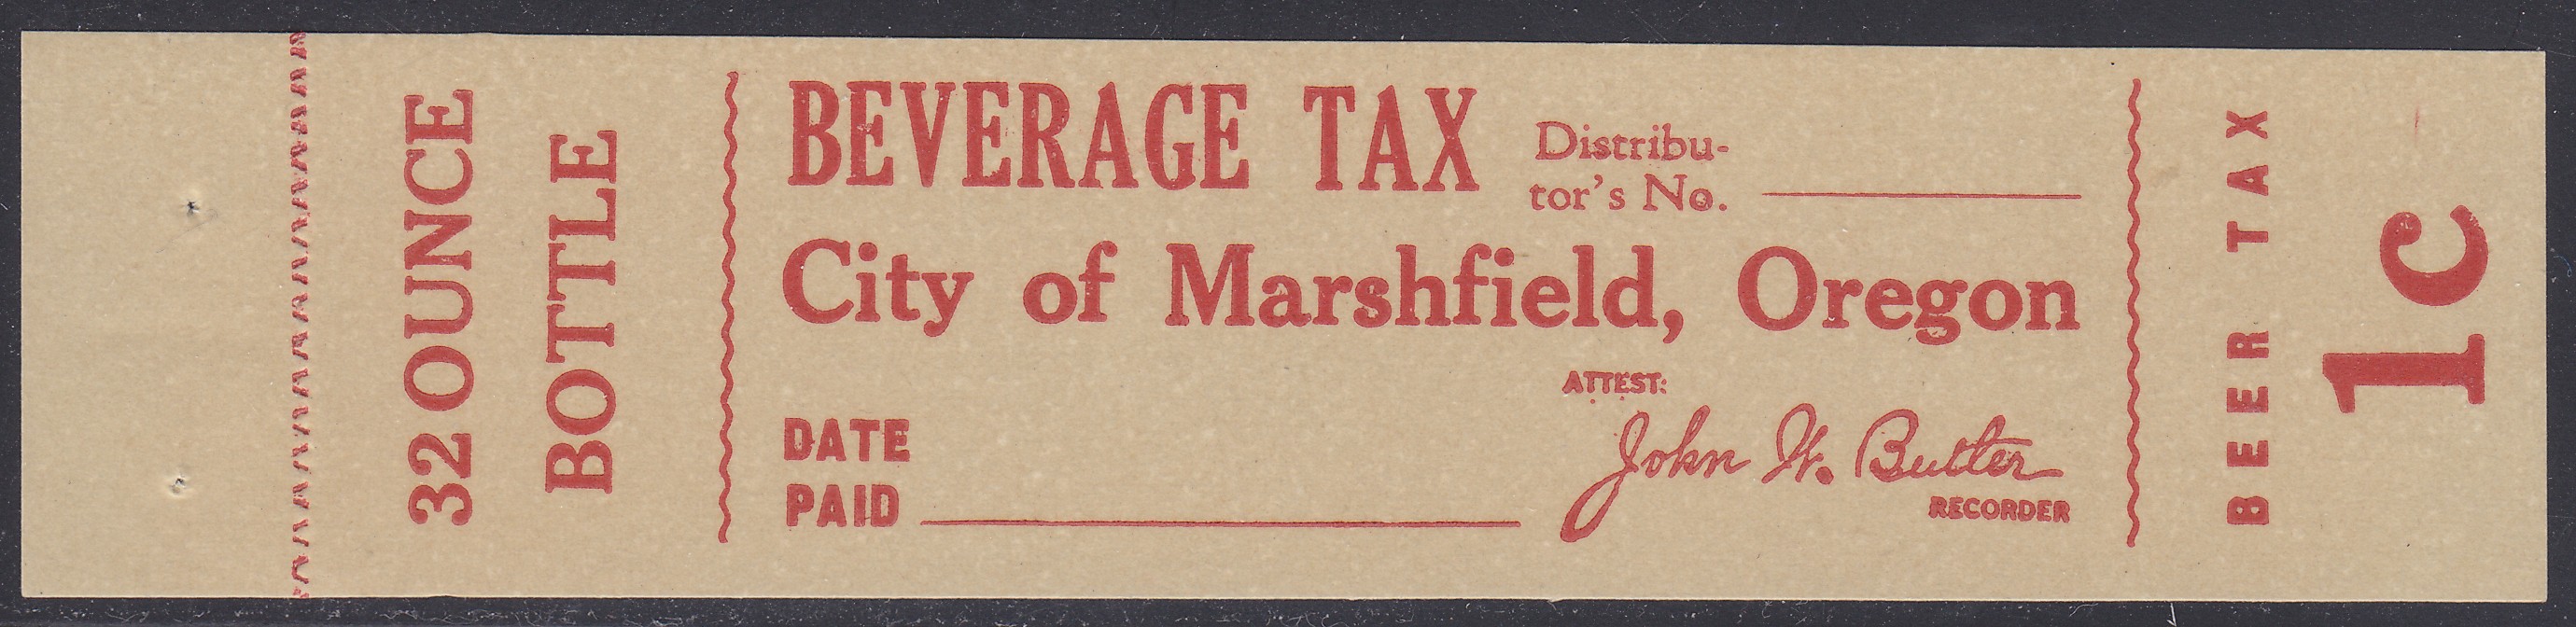 32 OUNCE
BOTTLE
BEVERAGE TAX
Distribu-
tor's No.
City of Marshfield, Oregon
ATTEST:
John W. Butler
RECORDER
DATE
PAID
BEER TAX
1c